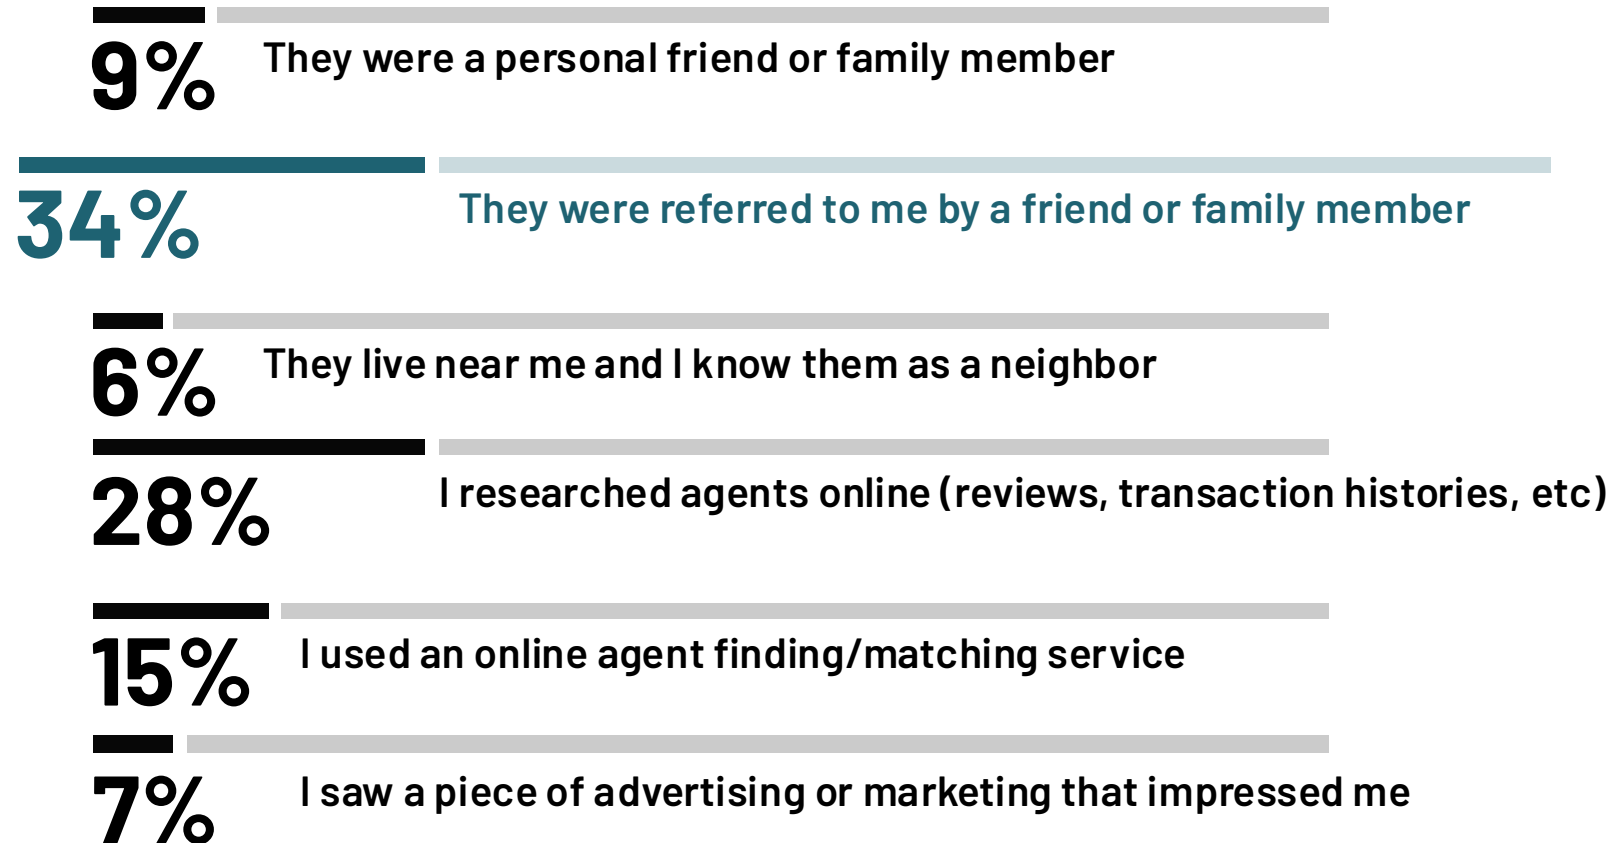 9% They were a personal friend or family member
34% They were referred to me by a friend or family member
6% They live near me and I know them as a neighbor
28% I researched agents online (reviews, transaction histories, etc)
15% I used an online agent finding/matching service
7% I saw a piece of advertising or marketing that impressed me